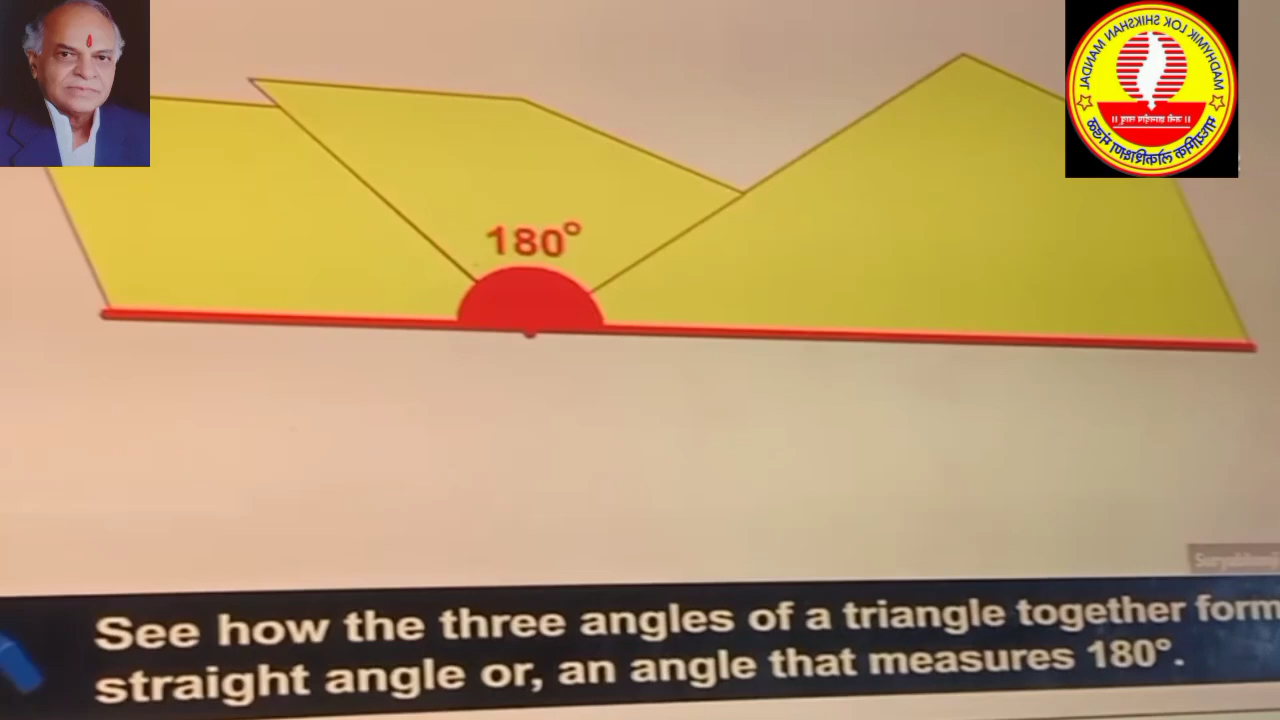 MADHYMIK LOK SHIKSHAN MANDAL
180°
See how the three angles of a triangle together form
straight angle or, an angle that measures 180°.